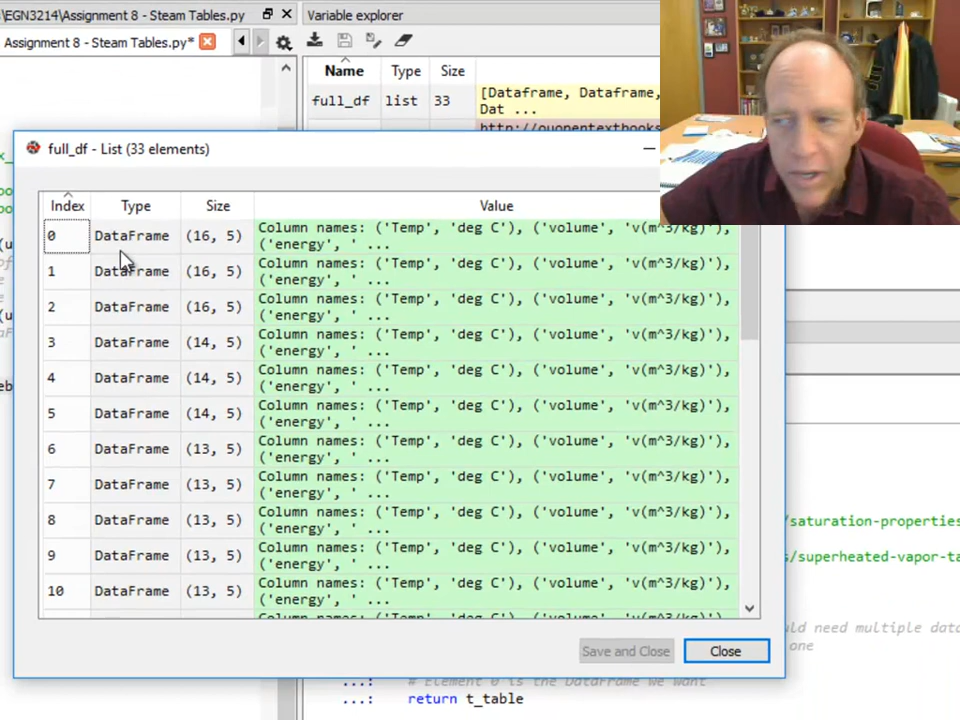 \EGN3214\Assignment 8 - Steam Tables.py
Variable explorer
Assignment 8 - Steam Tables.py*
Name Type Size
full_df list 33 [Dataframe, Dataframe,
Dat ...
full_df - List (33 elements)
Index Type Size Value
0 DataFrame (16, 5) Column names: ('Temp', 'deg C'), ('volume', 'v(m^3/kg)'),
('energy', ' ...
1 DataFrame (16, 5) Column names: ('Temp', 'deg C'), ('volume', 'v(m^3/kg)'),
('energy', ' ...
2 DataFrame (16, 5) Column names: ('Temp', 'deg C'), ('volume', 'v(m^3/kg)'),
('energy', ' ...
3 DataFrame (14, 5) Column names: ('Temp', 'deg C'), ('volume', 'v(m^3/kg)'),
('energy', ' ...
4 DataFrame (14, 5) Column names: ('Temp', 'deg C'), ('volume', 'v(m^3/kg)'),
('energy', ' ...
5 DataFrame (14, 5) Column names: ('Temp', 'deg C'), ('volume', 'v(m^3/kg)'),
('energy', ' ...
6 DataFrame (13, 5) Column names: ('Temp', 'deg C'), ('volume', 'v(m^3/kg)'),
('energy', ' ...
7 DataFrame (13, 5) Column names: ('Temp', 'deg C'), ('volume', 'v(m^3/kg)'),
('energy', ' ...
8 DataFrame (13, 5) Column names: ('Temp', 'deg C'), ('volume', 'v(m^3/kg)'),
('energy', ' ...
9 DataFrame (13, 5) Column names: ('Temp', 'deg C'), ('volume', 'v(m^3/kg)'),
('energy', ' ...
10 DataFrame (13, 5) Column names: ('Temp', 'deg C'), ('volume', 'v(m^3/kg)'),
('energy', ' ...
/saturation-properties
s/superheated-vapor-ta
uld need multiple data
one
Save and Close Close
...: # Element 0 is the DataFrame we want
...: return t_table